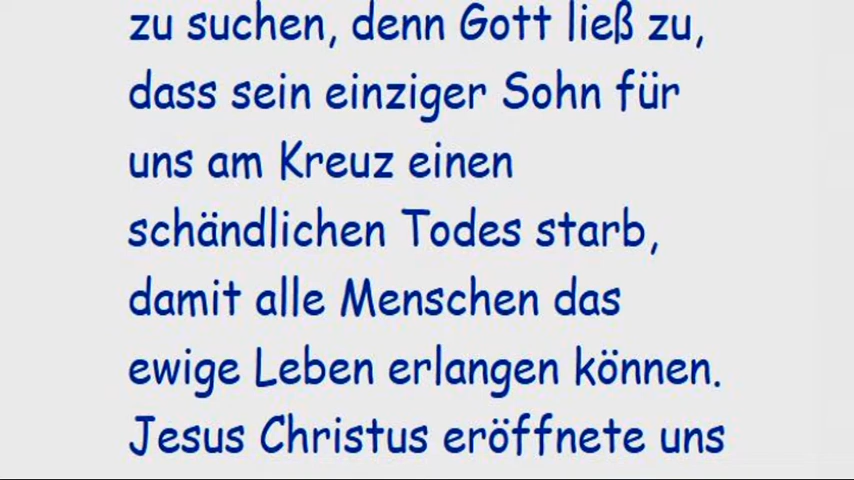 zu suchen, denn Gott ließ zu,
dass sein einziger Sohn für
uns am Kreuz einen
schändlichen Todes starb,
damit alle Menschen das
ewige Leben erlangen können.
Jesus Christus eröffnete uns